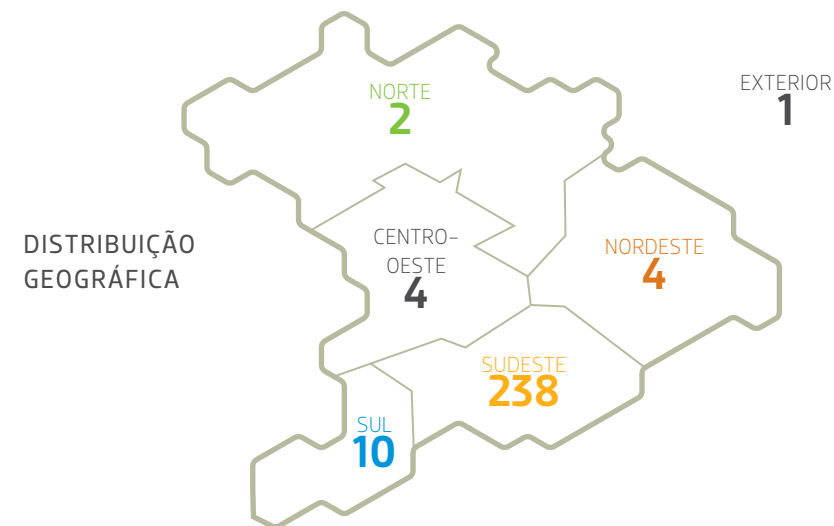 NORTE
2
EXTERIOR
1
DISTRIBUIÇÃO
GEOGRÁFICA
CENTRO-
OESTE
4
NORDESTE
4
SUDESTE
238
SUL
10